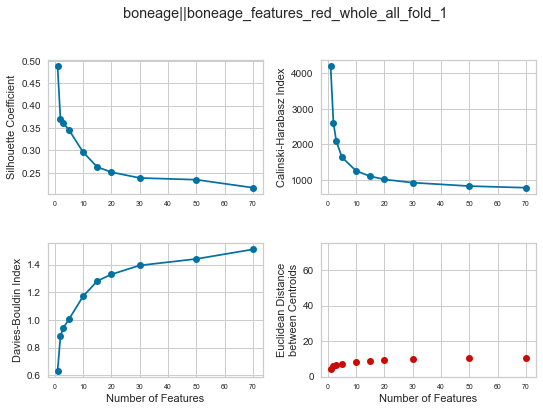 boneage||boneage_features_red_whole_all_fold_1
Silhouette Coefficient
0.50
0.45
0.40
0.35
0.30
0.25
0 10 20 30 40 50 60 70
Calinski-Harabasz Index
4000
3000
2000
1000
0 10 20 30 40 50 60 70
Davies-Bouldin Index
1.4
1.2
1.0
0.8
0.6
0 10 20 30 40 50 60 70
Number of Features
Euclidean Distance
between Centroids
60
40
20
0
0 10 20 30 40 50 60 70
Number of Features